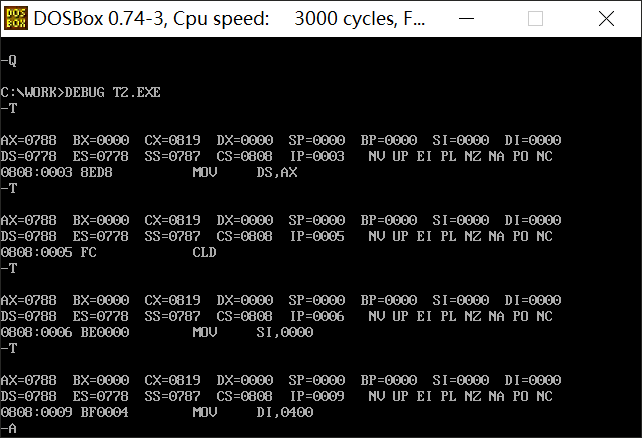 DOS
BOX
DOSBox 0.74-3, Cpu speed: 3000 cycles, F...
-Q
C:\WORK>DEBUG T2.EXE
-T
AX=0788 BX=0000 CX=0819 DX=0000 SP=0000 BP=0000 SI=0000 DI=0000
DS=0778 ES=0778 SS=0787 CS=0808 IP=0003 NV UP EI PL NZ NA PO NC
0808:0003 8ED8 MOV DS,AX
-T
AX=0788 BX=0000 CX=0819 DX=0000 SP=0000 BP=0000 SI=0000 DI=0000
DS=0788 ES=0778 SS=0787 CS=0808 IP=0005 NV UP EI PL NZ NA PO NC
0808:0005 FC CLD
-T
AX=0788 BX=0000 CX=0819 DX=0000 SP=0000 BP=0000 SI=0000 DI=0000
DS=0788 ES=0778 SS=0787 CS=0808 IP=0006 NV UP EI PL NZ NA PO NC
0808:0006 BE0000 MOV SI,0000
-T
AX=0788 BX=0000 CX=0819 DX=0000 SP=0000 BP=0000 SI=0000 DI=0000
DS=0788 ES=0778 SS=0787 CS=0808 IP=0009 NV UP EI PL NZ NA PO NC
0808:0009 BF0004 MOV DI,0400
-A